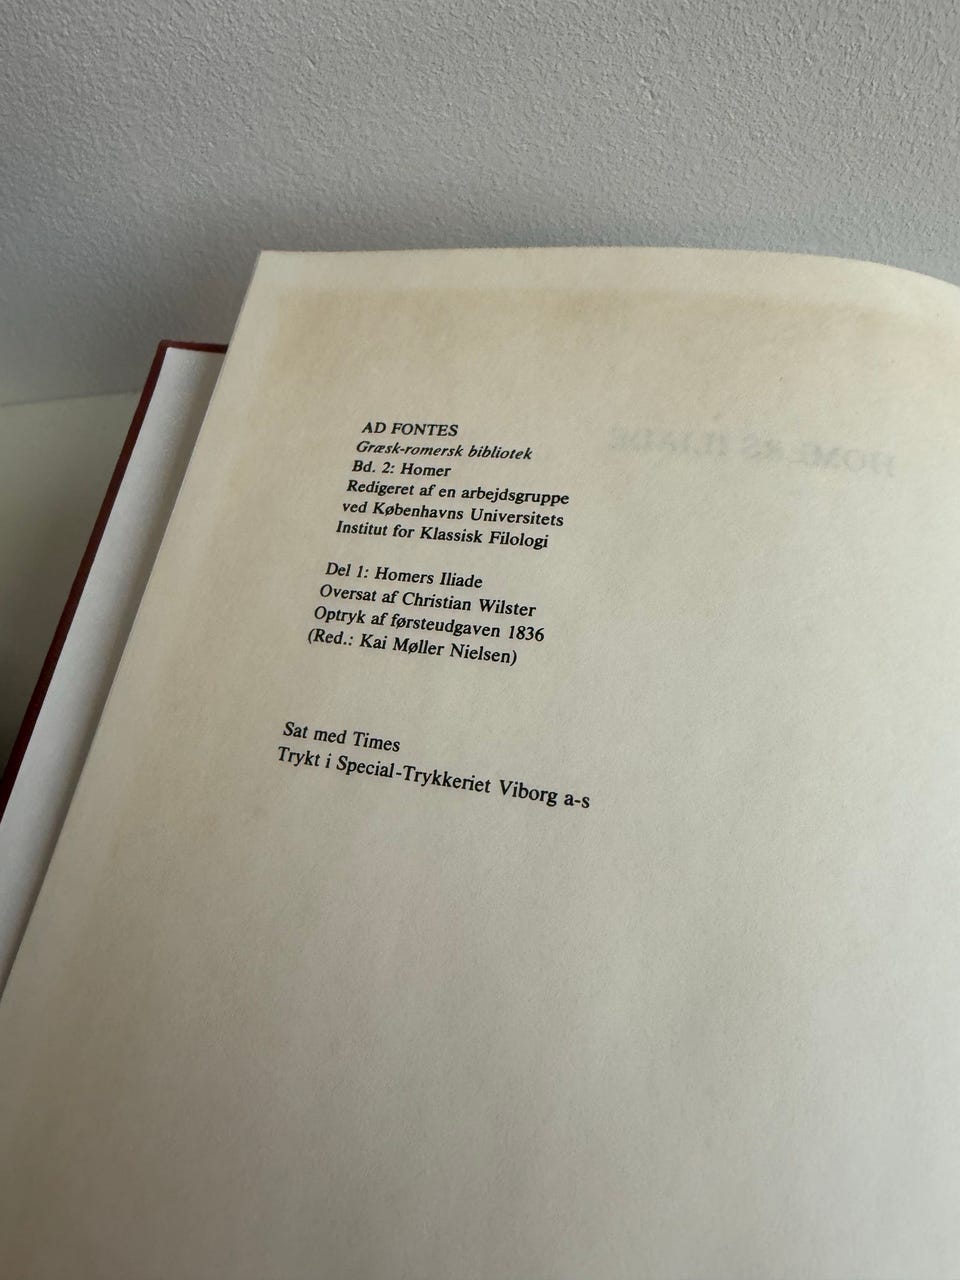 AD FONTES
Græsk-romersk bibliotek
Bd. 2: Homer
Redigeret af en arbejdsgruppe
ved Københavns Universitets
Institut for Klassisk Filologi
Del 1: Homers Iliade
Oversat af Christian Wilster
Optryk af førsteudgaven 1836
(Red.: Kai Møller Nielsen)
Sat med Times
Trykt i Special-Trykkeriet Viborg a-s
HOMERS ILIADE